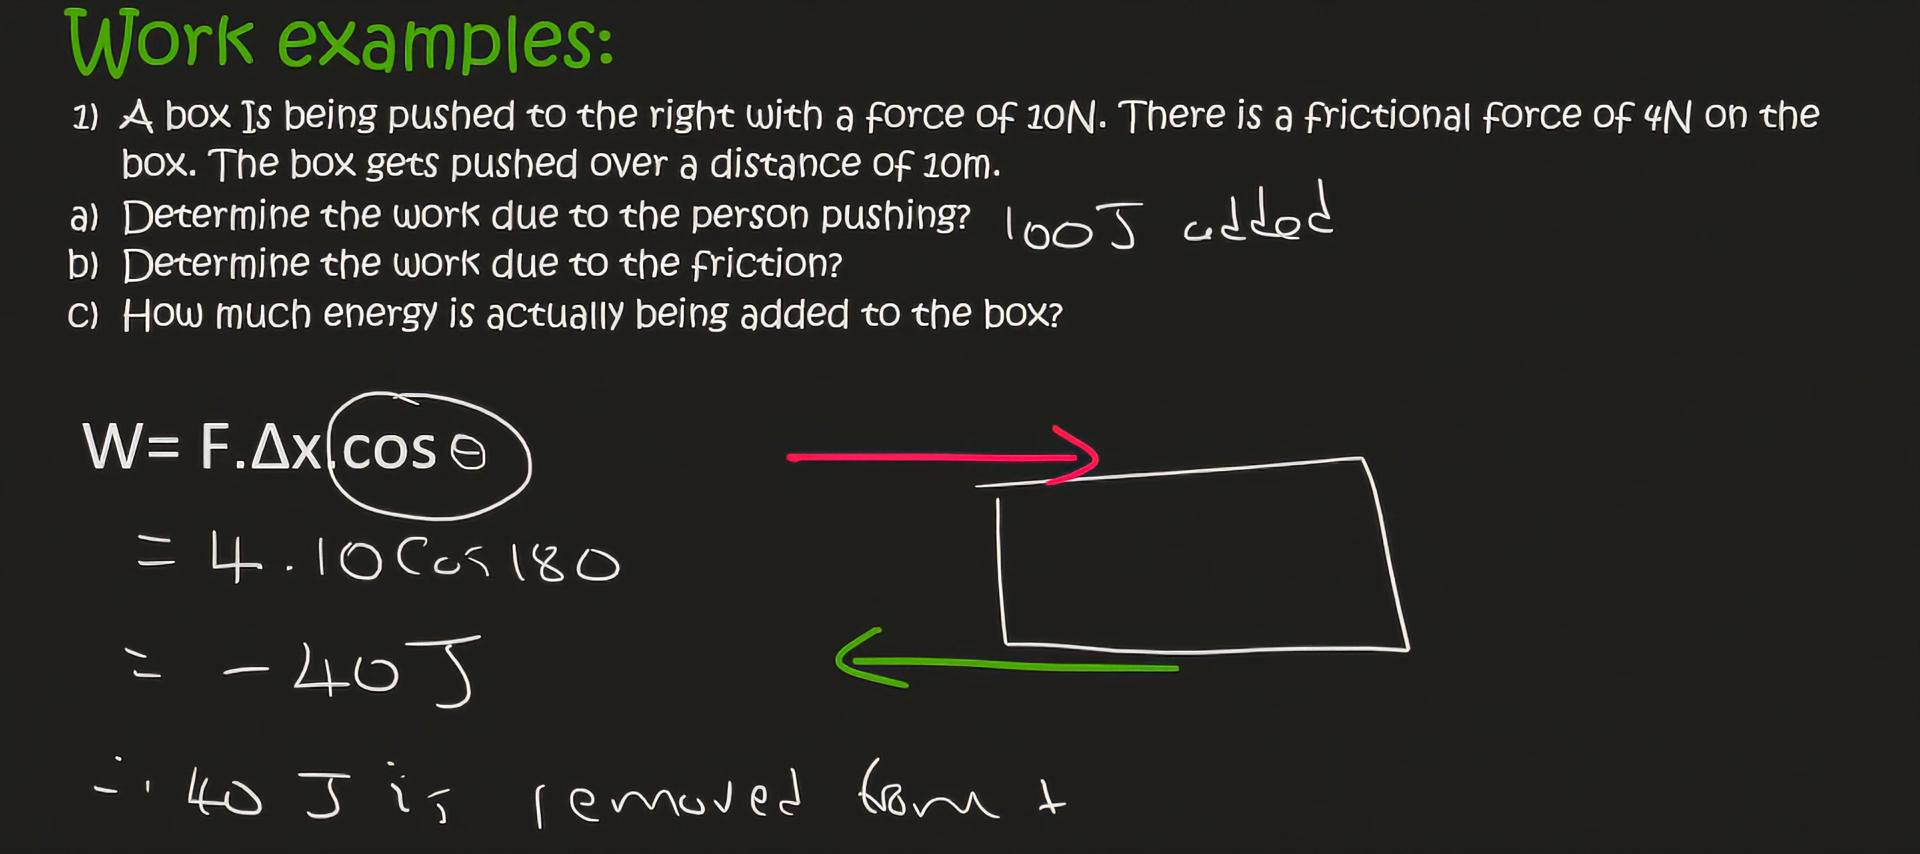 Work examples:
1) A box Is being pushed to the right with a force of 10N. There is a frictional force of 4N on the
box. The box gets pushed over a distance of 10m.
a) Determine the work due to the person pushing? 100J added
b) Determine the work due to the friction?
c) How much energy is actually being added to the box?
W= F.Δx.cos θ
= 4.10 Cos 180
= -40J
∴ 40 J is removed from t